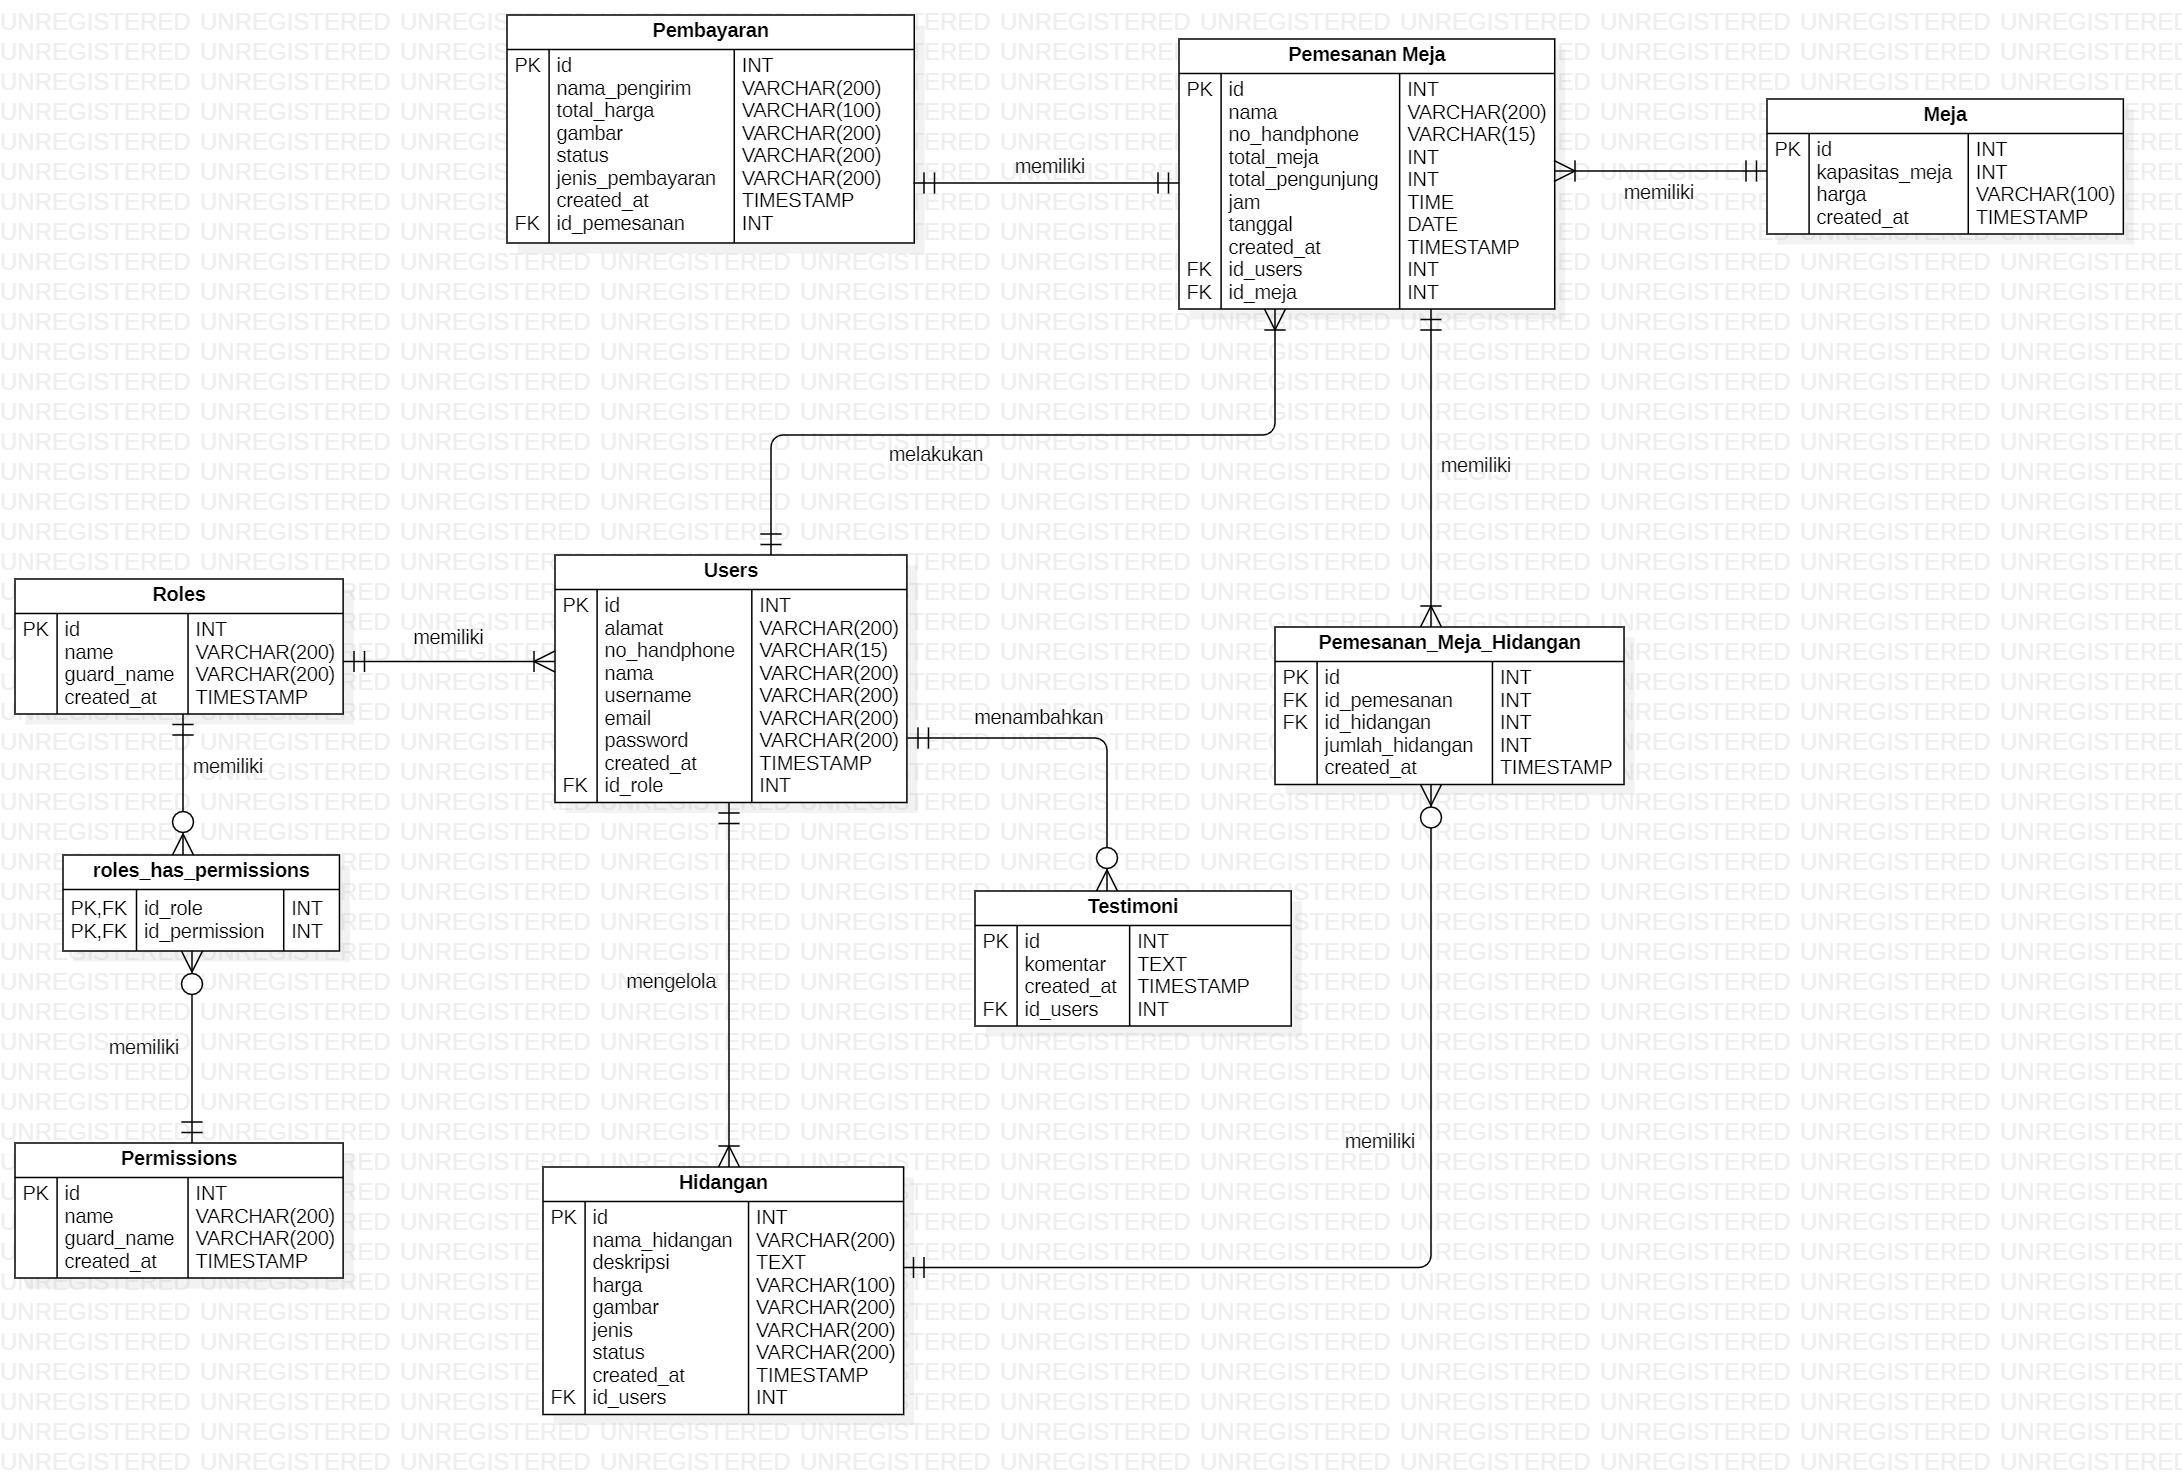 Pembayaran
PK id INT
nama_pengirim VARCHAR(200)
total_harga VARCHAR(100)
gambar VARCHAR(200)
status VARCHAR(200)
jenis_pembayaran VARCHAR(200)
created_at TIMESTAMP
FK id_pemesanan INT
memiliki
Pemesanan Meja
PK id INT
nama VARCHAR(200)
no_handphone VARCHAR(15)
total_meja INT
total_pengunjung INT
jam TIME
tanggal DATE
created_at TIMESTAMP
FK id_users INT
FK id_meja INT
memiliki
Meja
PK id INT
kapasitas_meja INT
harga VARCHAR(100)
created_at TIMESTAMP
melakukan
memiliki
Roles
PK id INT
name VARCHAR(200)
guard_name VARCHAR(200)
created_at TIMESTAMP
memiliki
Users
PK id INT
alamat VARCHAR(200)
no_handphone VARCHAR(15)
nama VARCHAR(200)
username VARCHAR(200)
email VARCHAR(200)
password VARCHAR(200)
created_at TIMESTAMP
FK id_role INT
menambahkan
Pemesanan_Meja_Hidangan
PK id INT
FK id_pemesanan INT
FK id_hidangan INT
jumlah_hidangan INT
created_at TIMESTAMP
memiliki
roles_has_permissions
PK,FK id_role INT
PK,FK id_permission INT
mengelola
Testimoni
PK id INT
komentar TEXT
created_at TIMESTAMP
FK id_users INT
memiliki
memiliki
Permissions
PK id INT
name VARCHAR(200)
guard_name VARCHAR(200)
created_at TIMESTAMP
Hidangan
PK id INT
nama_hidangan VARCHAR(200)
deskripsi TEXT
harga VARCHAR(100)
gambar VARCHAR(200)
jenis VARCHAR(200)
status VARCHAR(200)
created_at TIMESTAMP
FK id_users INT
UNREGISTERED